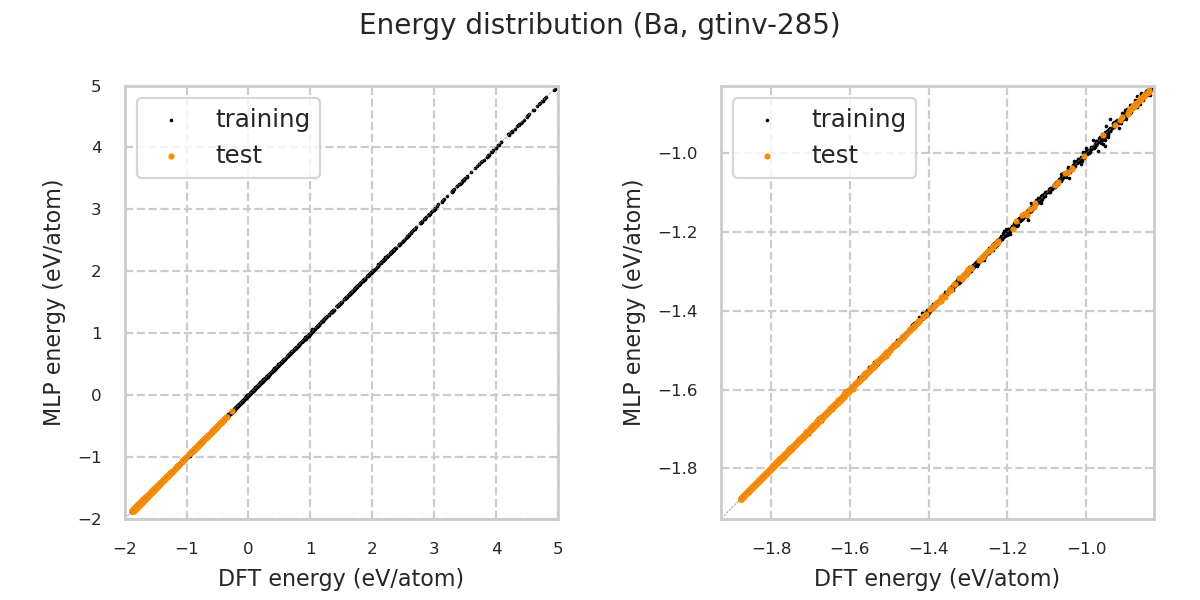 Energy distribution (Ba, gtinv-285)
training
test
5
4
3
2
1
0
−1
−2
−2
−1
0
1
2
3
4
5
MLP energy (eV/atom)
DFT energy (eV/atom)
training
test
−1.0
−1.2
−1.4
−1.6
−1.8
−1.8
−1.6
−1.4
−1.2
−1.0
MLP energy (eV/atom)
DFT energy (eV/atom)